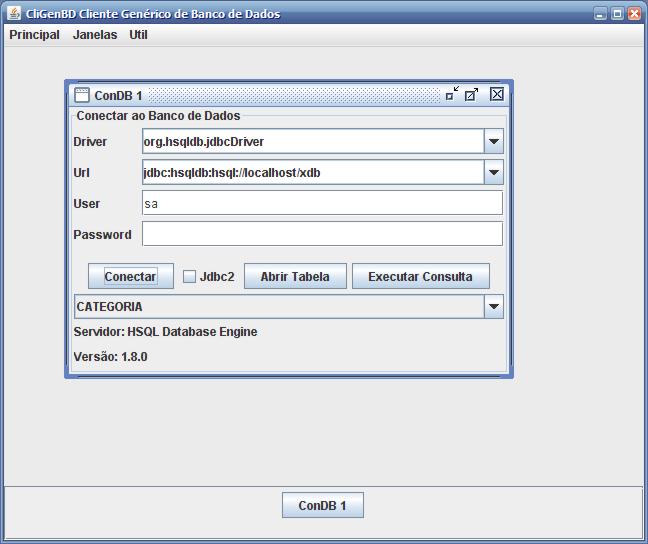 CliGenBD Cliente Genérico de Banco de Dados
Principal Janelas Util
ConDB 1
Conectar ao Banco de Dados
Driver org.hsqldb.jdbcDriver
Url jdbc:hsqldb:hsql://localhost/xdb
User sa
Password
Conectar Jdbc2 Abrir Tabela Executar Consulta
CATEGORIA
Servidor: HSQL Database Engine
Versão: 1.8.0
ConDB 1